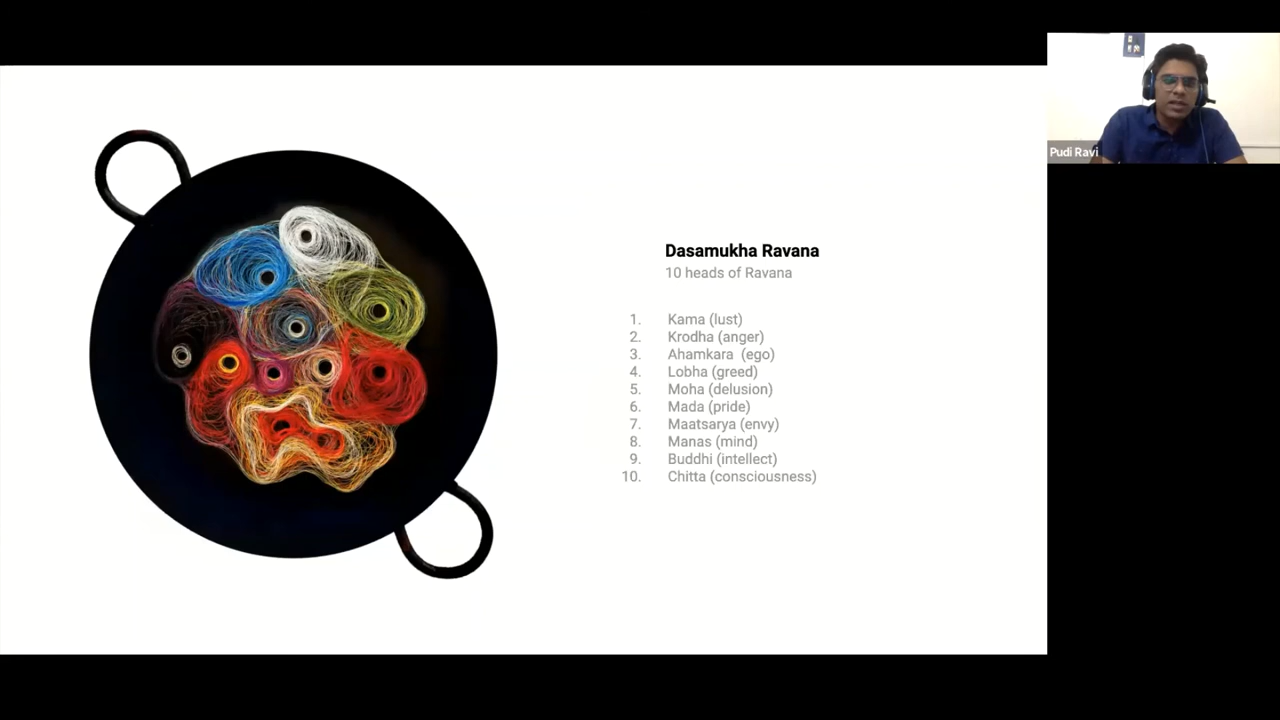 Dasamukha Ravana
10 heads of Ravana
1. Kama (lust)
2. Krodha (anger)
3. Ahamkara (ego)
4. Lobha (greed)
5. Moha (delusion)
6. Mada (pride)
7. Maatsarya (envy)
8. Manas (mind)
9. Buddhi (intellect)
10. Chitta (consciousness)
Pudi Ravi